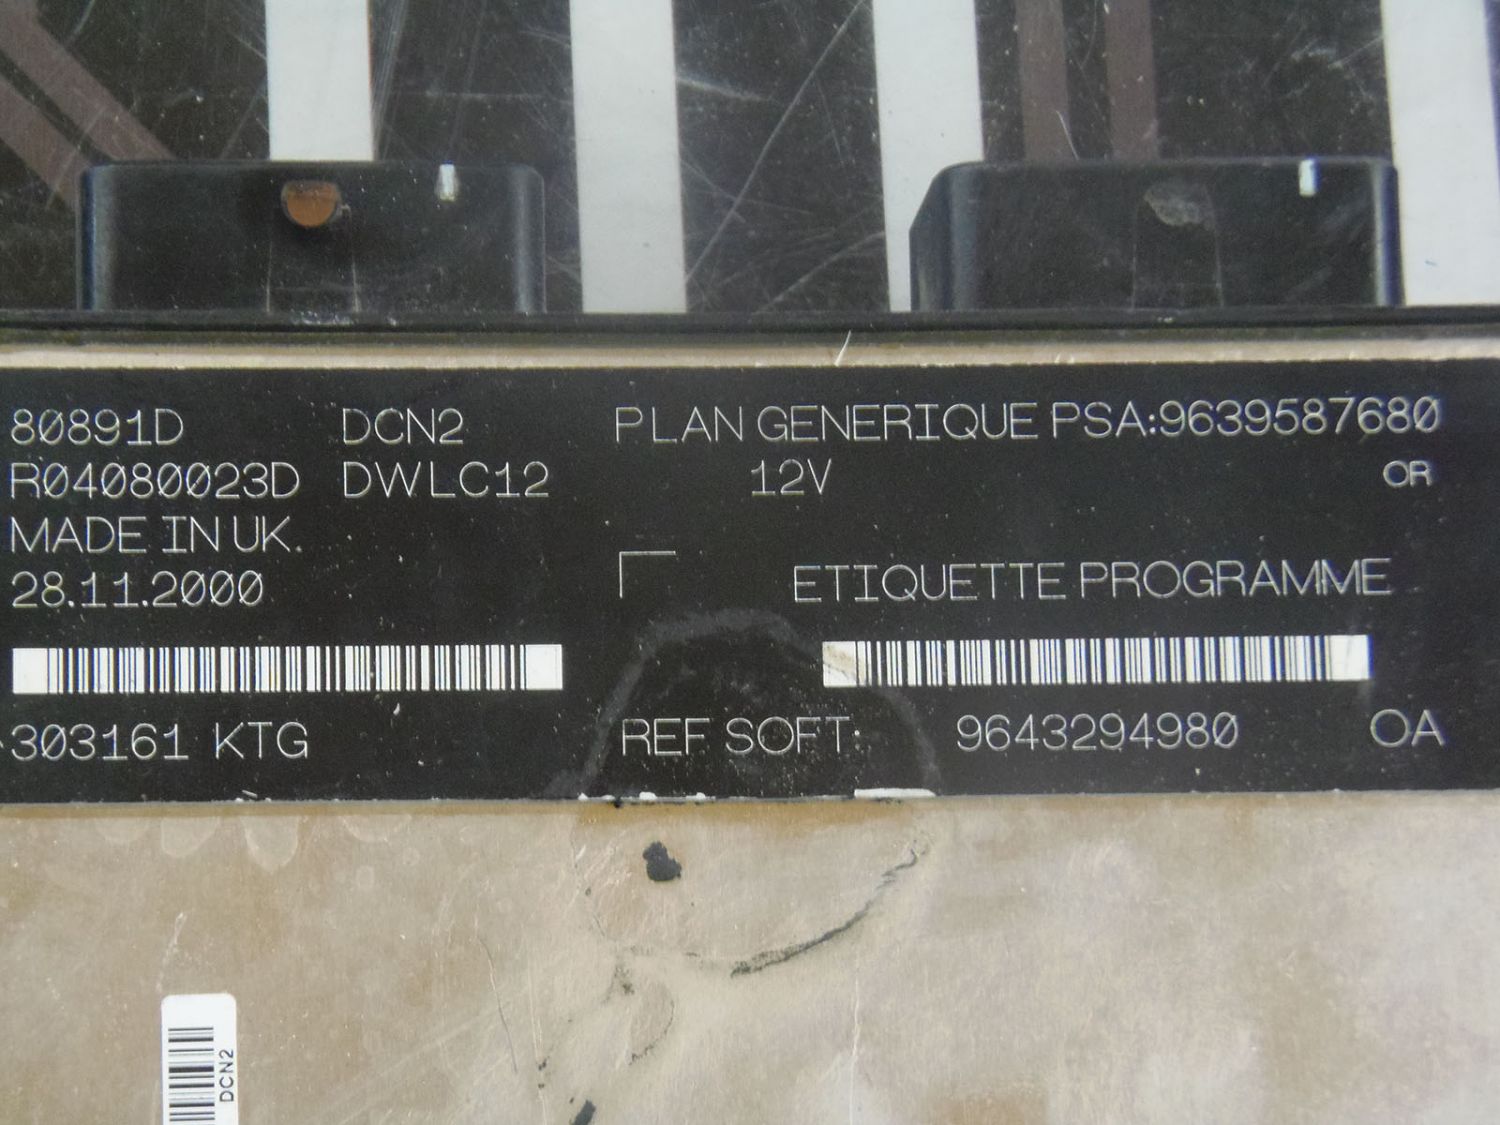 80891D DCN2 PLAN GENERIQUE PSA:9639587680
R04080023D DWLC12 12V OR
MADE IN UK.
28.11.2000 ETIQUETTE PROGRAMME
303161 KTG REF SOFT: 9643294980 OA
DCN2